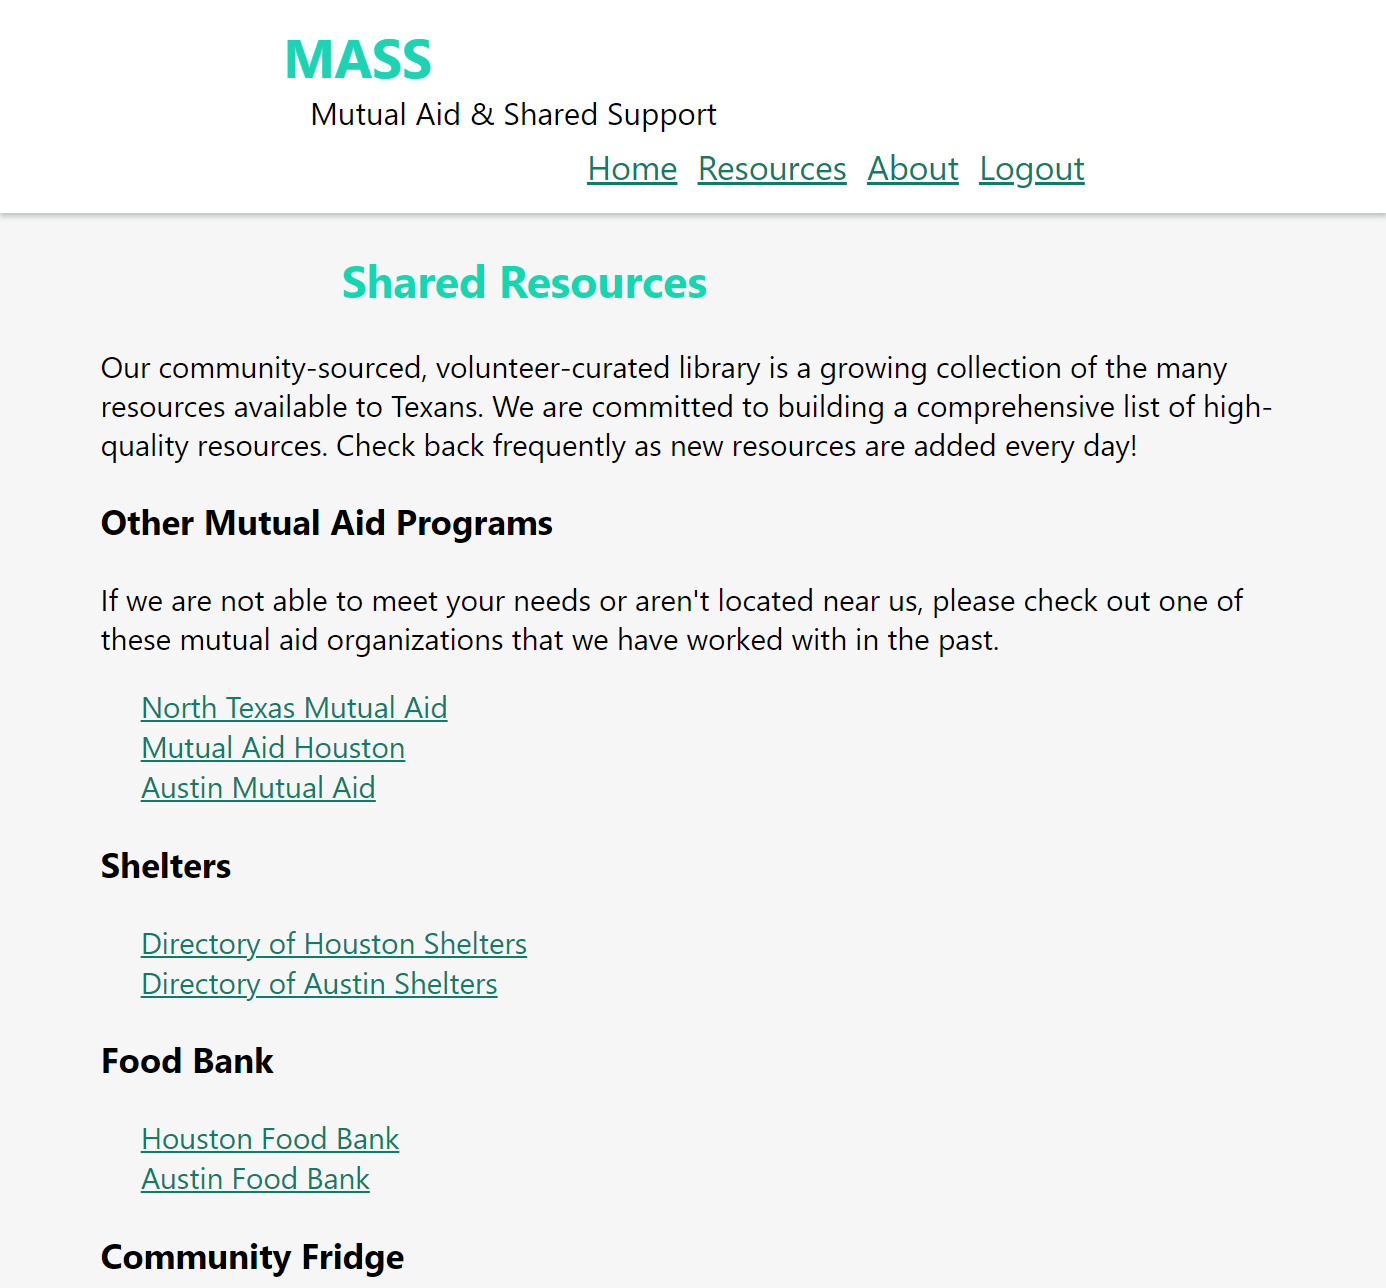 MASS
Mutual Aid & Shared Support
Home Resources About Logout
Shared Resources
Our community-sourced, volunteer-curated library is a growing collection of the many
resources available to Texans. We are committed to building a comprehensive list of high-
quality resources. Check back frequently as new resources are added every day!
Other Mutual Aid Programs
If we are not able to meet your needs or aren't located near us, please check out one of
these mutual aid organizations that we have worked with in the past.
North Texas Mutual Aid
Mutual Aid Houston
Austin Mutual Aid
Shelters
Directory of Houston Shelters
Directory of Austin Shelters
Food Bank
Houston Food Bank
Austin Food Bank
Community Fridge